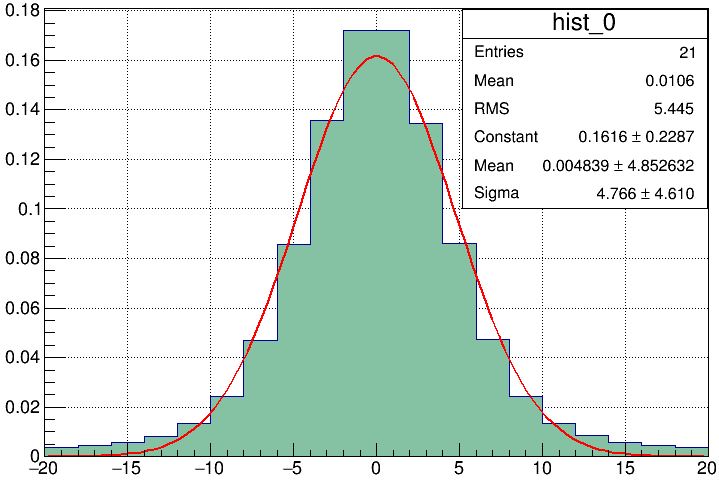 hist_0
Entries 21
Mean 0.0106
RMS 5.445
Constant 0.1616 ± 0.2287
Mean 0.004839 ± 4.852632
Sigma 4.766 ± 4.610
0.18
0.16
0.14
0.12
0.1
0.08
0.06
0.04
0.02
0
−20 −15 −10 −5 0 5 10 15 20